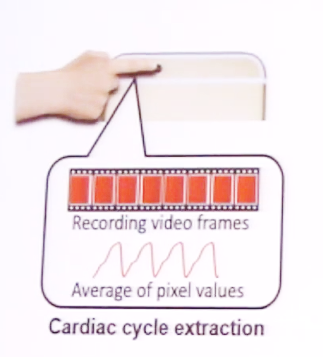 Recording video frames
Average of pixel values
Cardiac cycle extraction